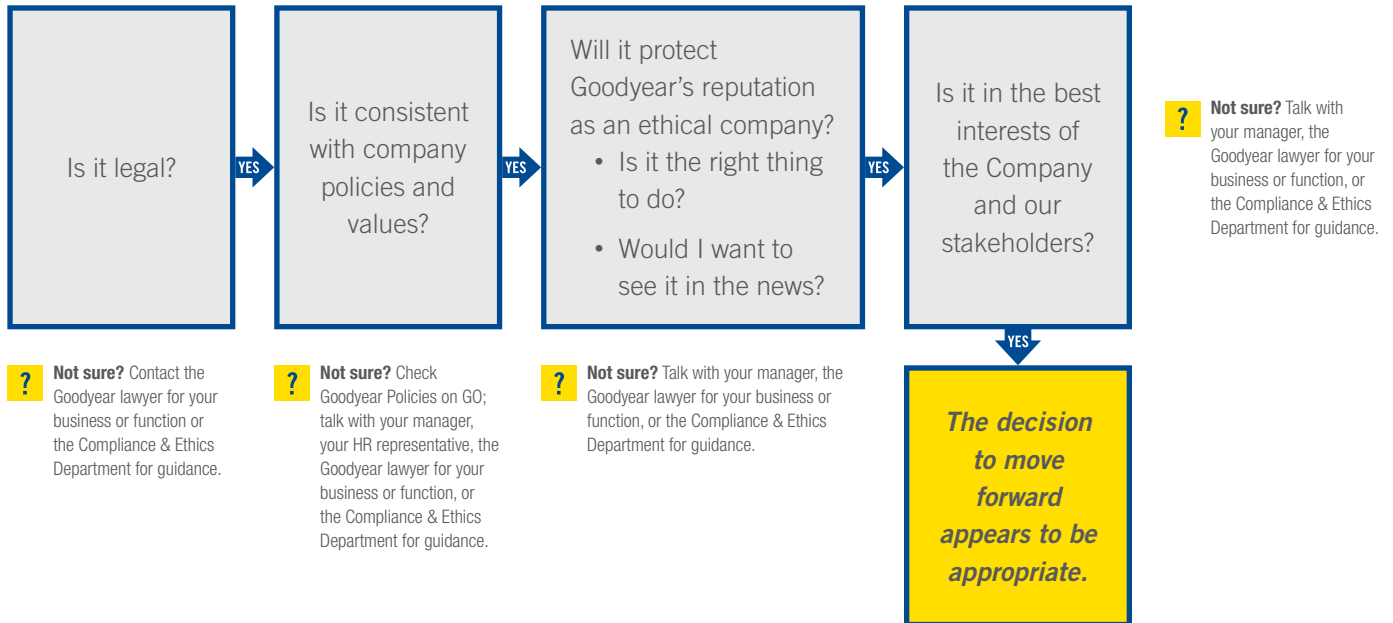 Is it legal?
YES
Is it consistent
with company
policies and
values?
YES
Will it protect
Goodyear’s reputation
as an ethical company?
• Is it the right thing
to do?
• Would I want to
see it in the news?
YES
Is it in the best
interests of
the Company
and our
stakeholders?
? Not sure? Talk with
your manager, the
Goodyear lawyer for your
business or function, or
the Compliance & Ethics
Department for guidance.
YES
? Not sure? Contact the
Goodyear lawyer for your
business or function or
the Compliance & Ethics
Department for guidance.
? Not sure? Check
Goodyear Policies on GO;
talk with your manager,
your HR representative, the
Goodyear lawyer for your
business or function, or
the Compliance & Ethics
Department for guidance.
? Not sure? Talk with your manager, the
Goodyear lawyer for your business or
function, or the Compliance & Ethics
Department for guidance.
The decision
to move
forward
appears to be
appropriate.